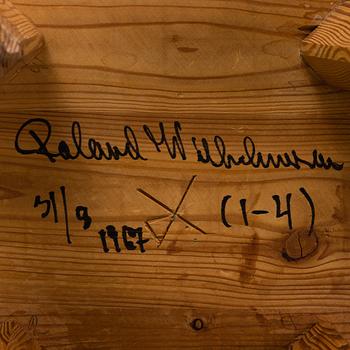 Roland Wilhelmsson
31/8 (1-4)
1967